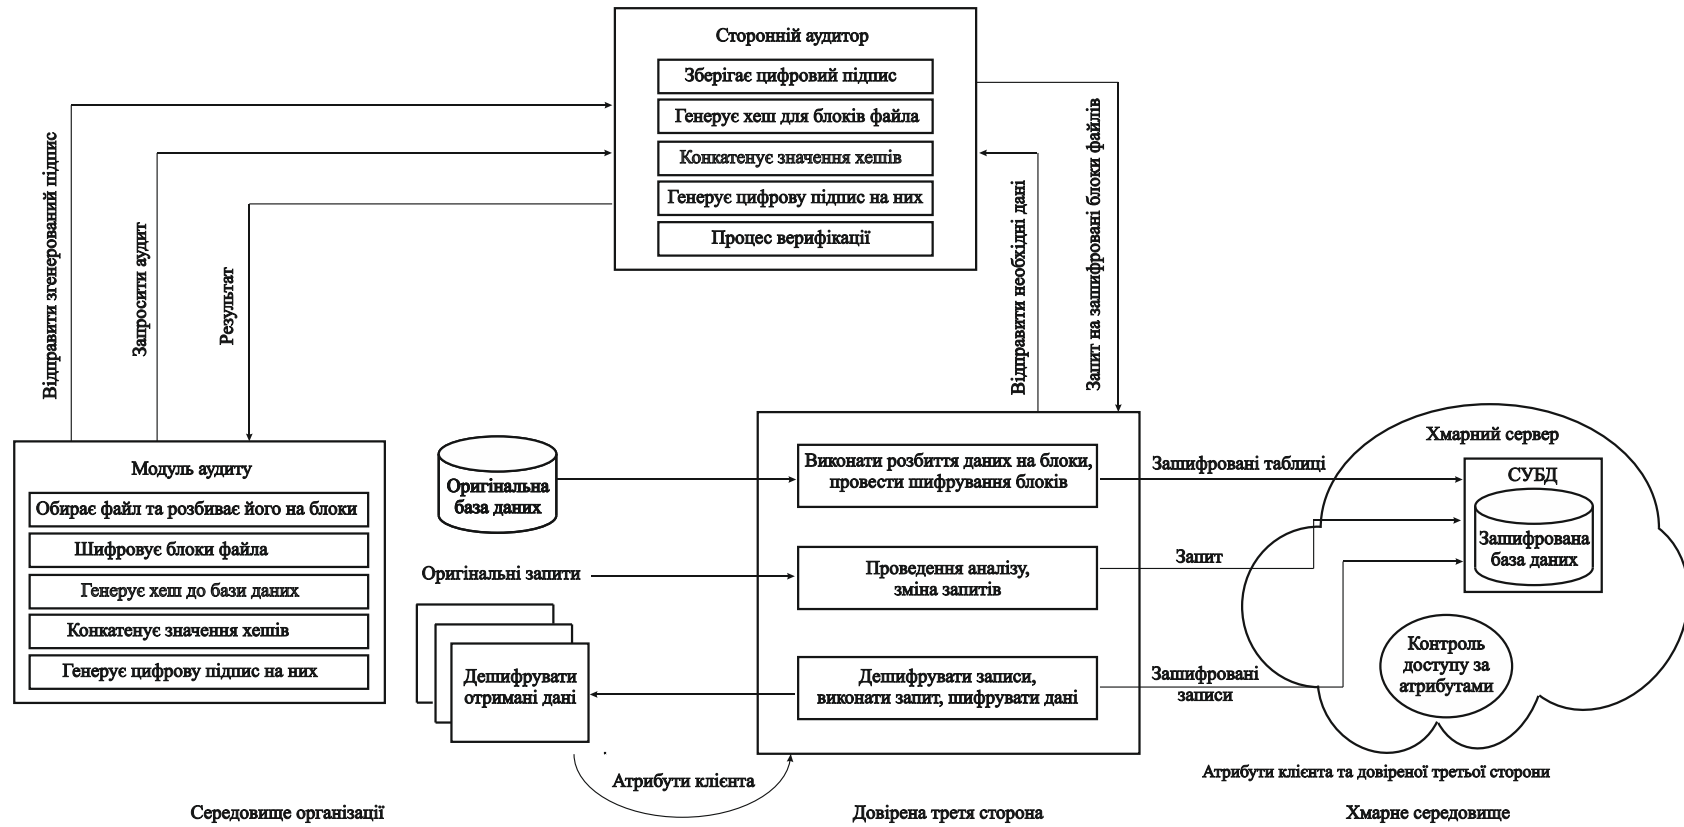 Сторонній аудитор
Зберігає цифровий підпис
Генерує хеш для блоків файла
Конкатенує значення хешів
Генерує цифрову підпис на них
Процес верифікації
Відправити згенерований підпис
Запросити аудит
Результат
Відправити необхідні дані
Запит на зашифровані блоки файлів
Модуль аудиту
Обирає файл та розбиває його на блоки
Шифровує блоки файла
Генерує хеш до бази даних
Конкатенує значення хешів
Генерує цифрову підпис на них
Оригінальна
база даних
Оригінальні запити
Дешифрувати
отримані дані
Виконати розбиття даних на блоки,
провести шифрування блоків
Проведення аналізу,
зміна запитів
Дешифрувати записи,
виконати запит, шифрувати дані
Зашифровані таблиці
Запит
Зашифровані
записи
Хмарний сервер
СУБД
Зашифрована
база даних
Контроль
доступу за
атрибутами
Атрибути клієнта
Атрибути клієнта та довіреної третьої сторони
Середовище організації
Довірена третя сторона
Хмарне середовище